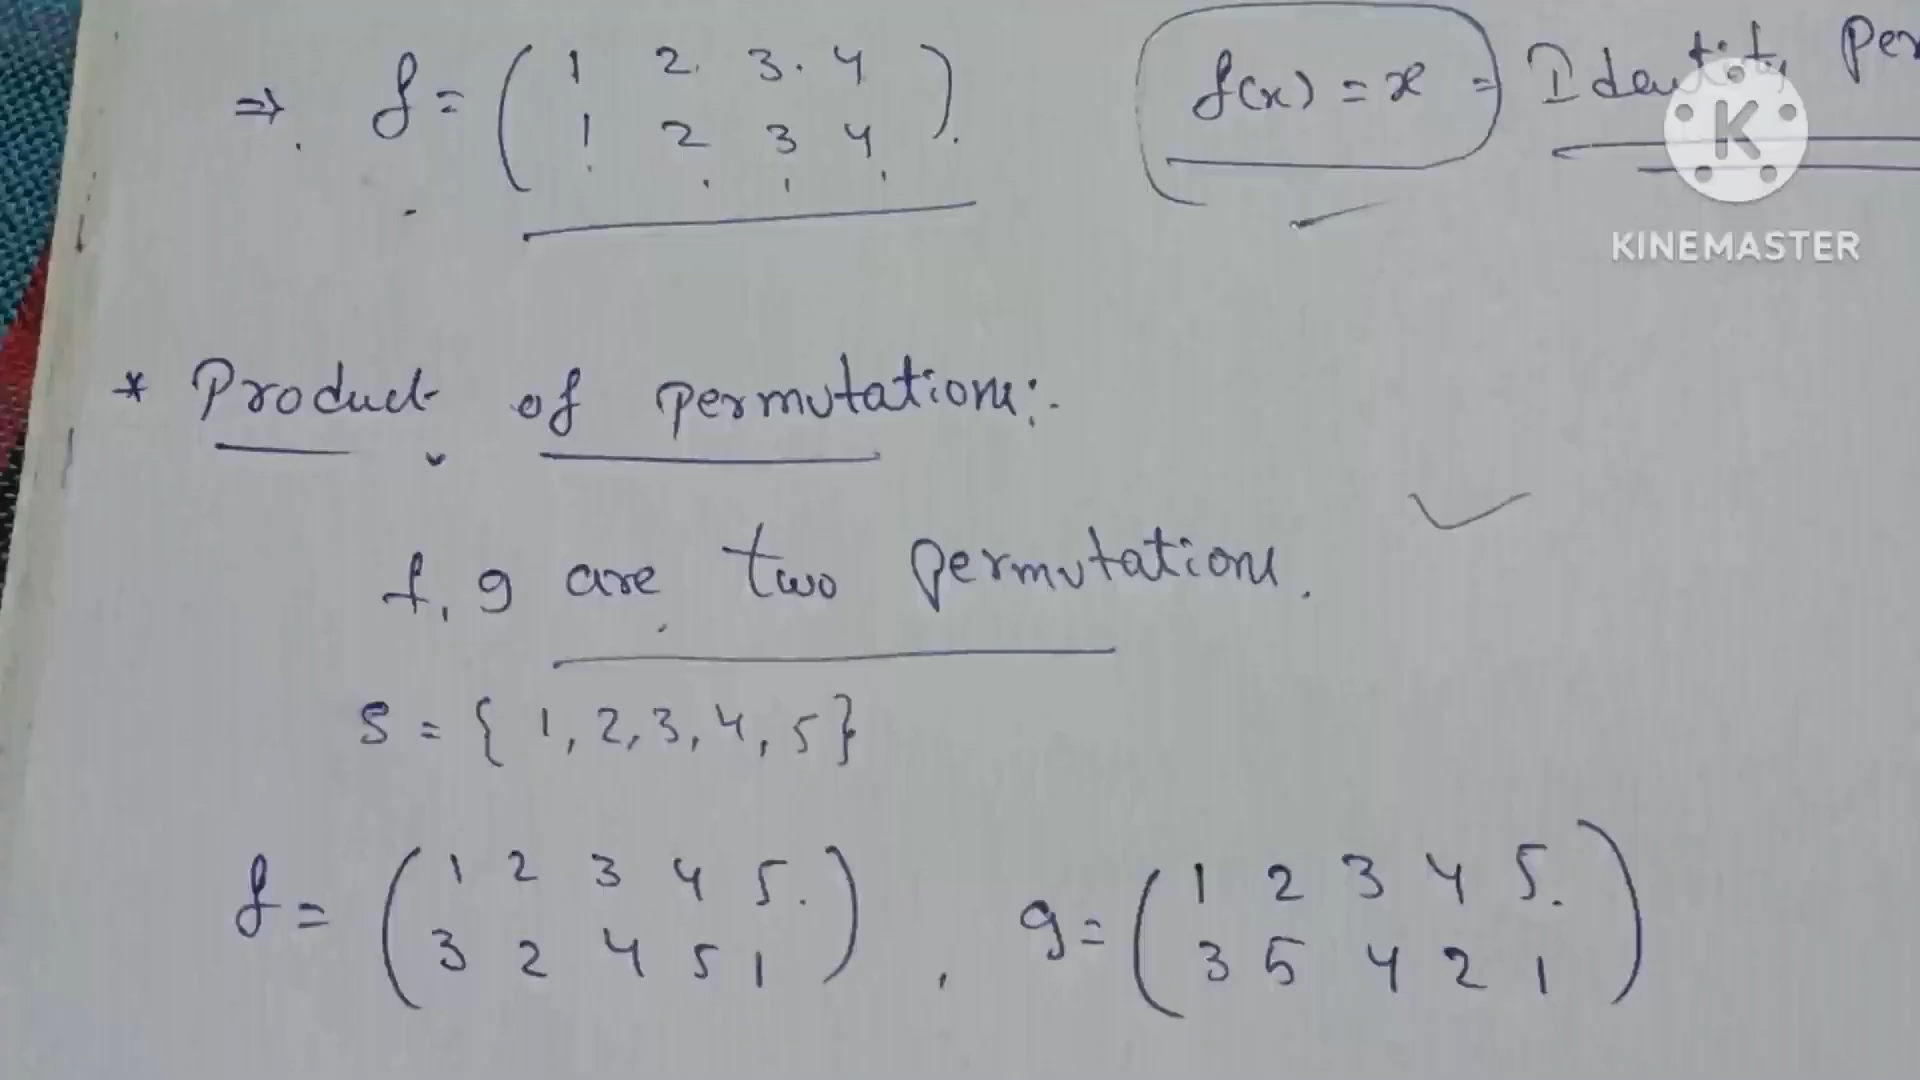 ⇒ f = ( 1 2 3 4 f(x) = x ⇒ Identity Per
1 2 3 4 )
KINEMASTER
* Product of permutations:
f, g are two permutations.
S = { 1, 2, 3, 4, 5 }
f = ( 1 2 3 4 5 , g = ( 1 2 3 4 5
3 2 4 5 1 ) 3 5 4 2 1 )